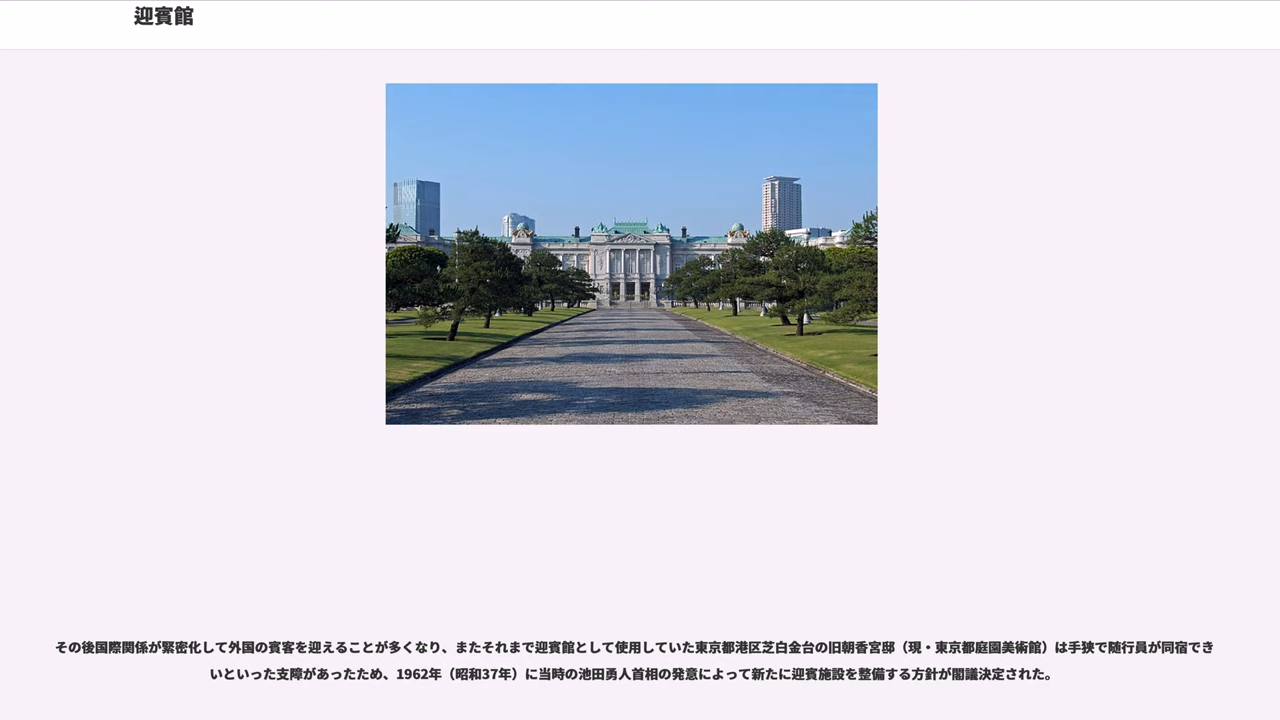 迎賓館
その後国際関係が緊密化して外国の賓客を迎えることが多くなり、またそれまで迎賓館として使用していた東京都港区芝白金台の旧朝香宮邸（現・東京都庭園美術館）は手狭で随行員が同宿でき
いといった支障があったため、1962年（昭和37年）に当時の池田勇人首相の発意によって新たに迎賓施設を整備する方針が閣議決定された。